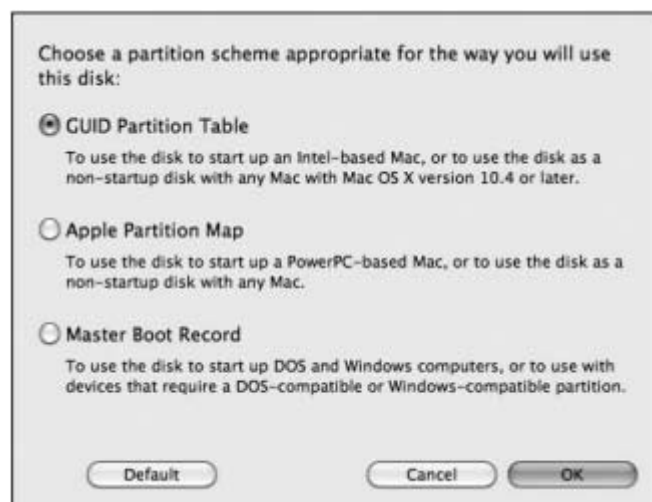 Choose a partition scheme appropriate for the way you will use
this disk:
GUID Partition Table
To use the disk to start up an Intel-based Mac, or to use the disk as a
non-startup disk with any Mac with Mac OS X version 10.4 or later.
Apple Partition Map
To use the disk to start up a PowerPC-based Mac, or to use the disk as a
non-startup disk with any Mac.
Master Boot Record
To use the disk to start up DOS and Windows computers, or to use with
devices that require a DOS-compatible or Windows-compatible partition.
Default Cancel OK